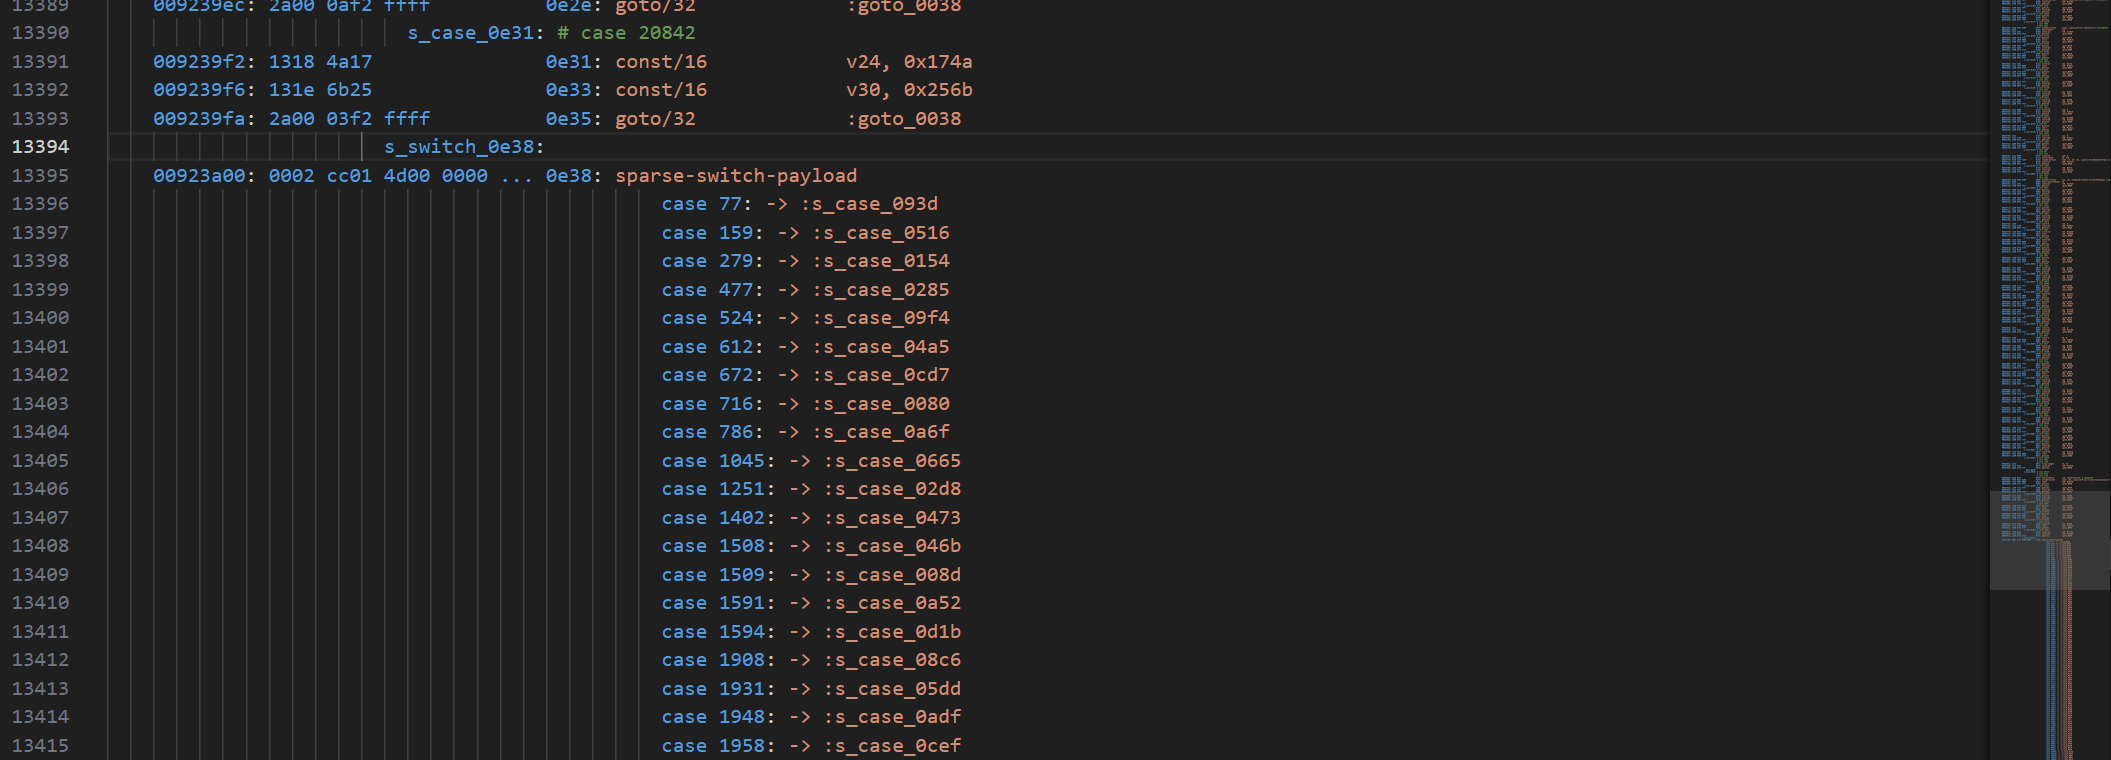 13389 009239ec: 2a00 0af2 ffff 0e2e: goto/32 :goto_0038
13390 s_case_0e31: # case 20842
13391 009239f2: 1318 4a17 0e31: const/16 v24, 0x174a
13392 009239f6: 131e 6b25 0e33: const/16 v30, 0x256b
13393 009239fa: 2a00 03f2 ffff 0e35: goto/32 :goto_0038
13394 s_switch_0e38:
13395 00923a00: 0002 cc01 4d00 0000 ... 0e38: sparse-switch-payload
13396 case 77: -> :s_case_093d
13397 case 159: -> :s_case_0516
13398 case 279: -> :s_case_0154
13399 case 477: -> :s_case_0285
13400 case 524: -> :s_case_09f4
13401 case 612: -> :s_case_04a5
13402 case 672: -> :s_case_0cd7
13403 case 716: -> :s_case_0080
13404 case 786: -> :s_case_0a6f
13405 case 1045: -> :s_case_0665
13406 case 1251: -> :s_case_02d8
13407 case 1402: -> :s_case_0473
13408 case 1508: -> :s_case_046b
13409 case 1509: -> :s_case_008d
13410 case 1591: -> :s_case_0a52
13411 case 1594: -> :s_case_0d1b
13412 case 1908: -> :s_case_08c6
13413 case 1931: -> :s_case_05dd
13414 case 1948: -> :s_case_0adf
13415 case 1958: -> :s_case_0cef